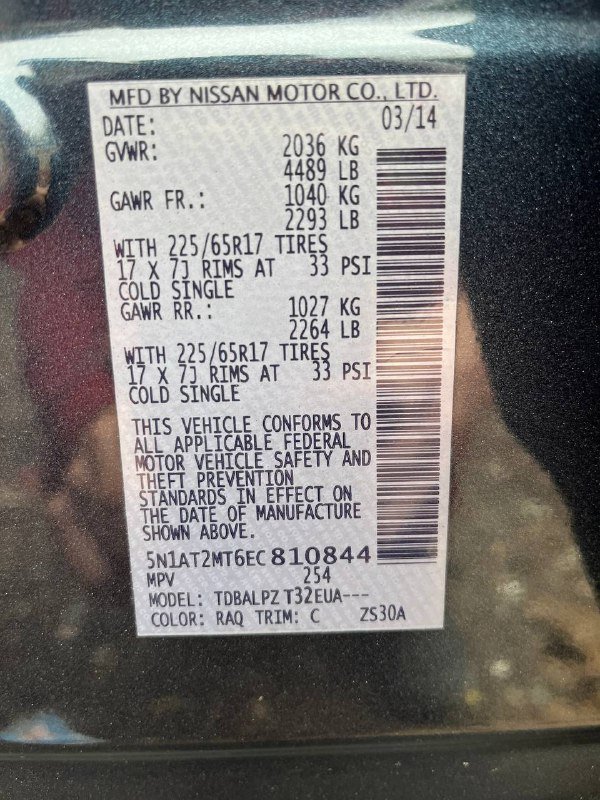 MFD BY NISSAN MOTOR CO., LTD.
DATE: 03/14
GVWR: 2036 KG
4489 LB
GAWR FR.: 1040 KG
2293 LB
WITH 225/65R17 TIRES
17 X 7J RIMS AT 33 PSI
COLD SINGLE
GAWR RR.: 1027 KG
2264 LB
WITH 225/65R17 TIRES
17 X 7J RIMS AT 33 PSI
COLD SINGLE
THIS VEHICLE CONFORMS TO
ALL APPLICABLE FEDERAL
MOTOR VEHICLE SAFETY AND
THEFT PREVENTION
STANDARDS IN EFFECT ON
THE DATE OF MANUFACTURE
SHOWN ABOVE.
5N1AT2MT6EC810844
MPV 254
MODEL: TDBALPZ T32EUA---
COLOR: RAQ TRIM: C ZS30A